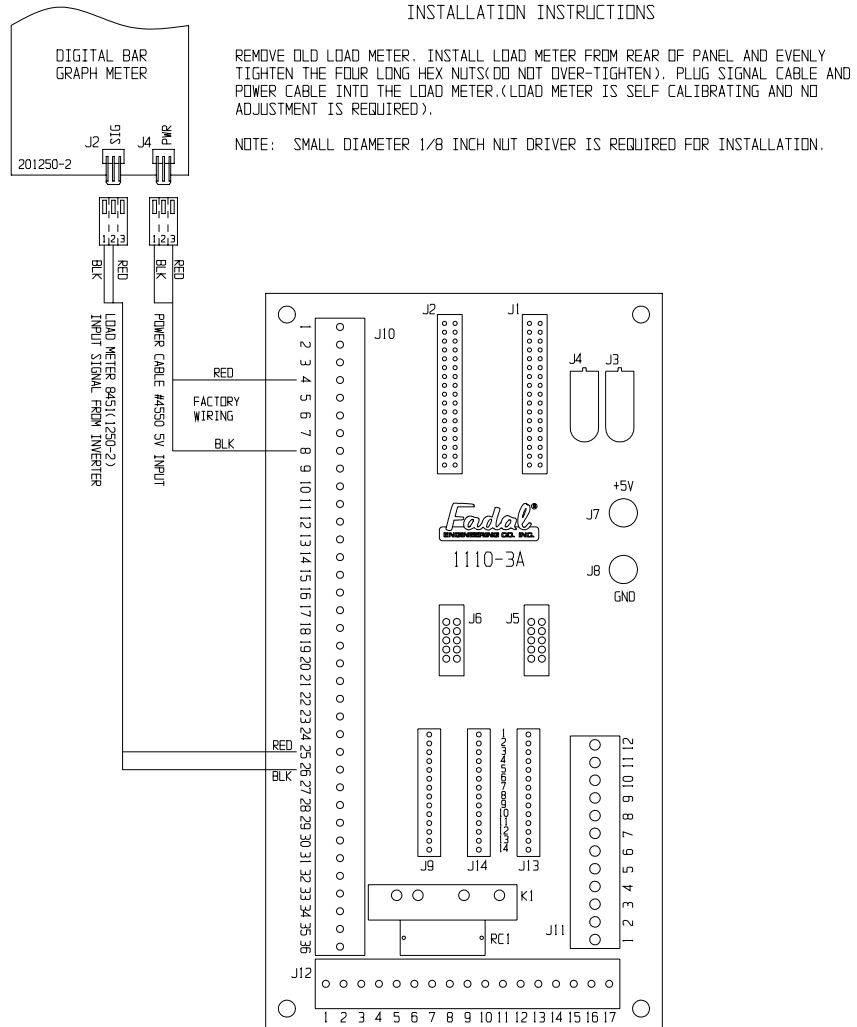 INSTALLATION INSTRUCTIONS
REMOVE OLD LOAD METER. INSTALL LOAD METER FROM REAR OF PANEL AND EVENLY
TIGHTEN THE FOUR LONG HEX NUTS(DO NOT OVER-TIGHTEN). PLUG SIGNAL CABLE AND
POWER CABLE INTO THE LOAD METER.(LOAD METER IS SELF CALIBRATING AND NO
ADJUSTMENT IS REQUIRED).
NOTE: SMALL DIAMETER 1/8 INCH NUT DRIVER IS REQUIRED FOR INSTALLATION.
DIGITAL BAR
GRAPH METER
J2 SIG J4 PWR
201250-2
1 2 3
1 2 3
BLK RED BLK RED
LOAD METER 8451(1250-2)
INPUT SIGNAL FROM INVERTER
POWER CABLE #4550 5V INPUT
RED
FACTORY
WIRING
BLK
RED
BLK
J10
1
2
3
4
5
6
7
8
9
10
11
12
13
14
15
16
17
18
19
20
21
22
23
24
25
26
27
28
29
30
31
32
33
34
35
36
J2 J1
J4 J3
+5V
J7
J8
GND
Fadal®
ENGINEERING CO. INC.
1110-3A
J6 J5
1
2
3
4
5
6
7
8
9
10
11
12
13
14
J9 J14 J13
12
11
10
9
8
7
6
5
4
3
2
1
J11
K1
RC1
J12
1 2 3 4 5 6 7 8 9 10 11 12 13 14 15 16 17